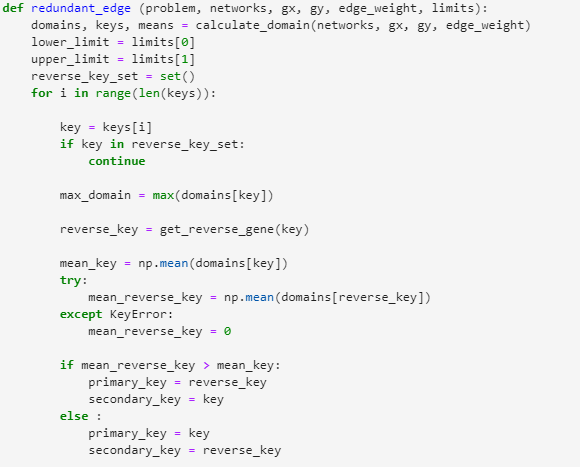 def redundant_edge (problem, networks, gx, gy, edge_weight, limits):
    domains, keys, means = calculate_domain(networks, gx, gy, edge_weight)
    lower_limit = limits[0]
    upper_limit = limits[1]
    reverse_key_set = set()
    for i in range(len(keys)):
        key = keys[i]
        if key in reverse_key_set:
            continue
        max_domain = max(domains[key])
        reverse_key = get_reverse_gene(key)
        mean_key = np.mean(domains[key])
        try:
            mean_reverse_key = np.mean(domains[reverse_key])
        except KeyError:
            mean_reverse_key = 0
        if mean_reverse_key > mean_key:
            primary_key = reverse_key
            secondary_key = key
        else :
            primary_key = key
            secondary_key = reverse_key